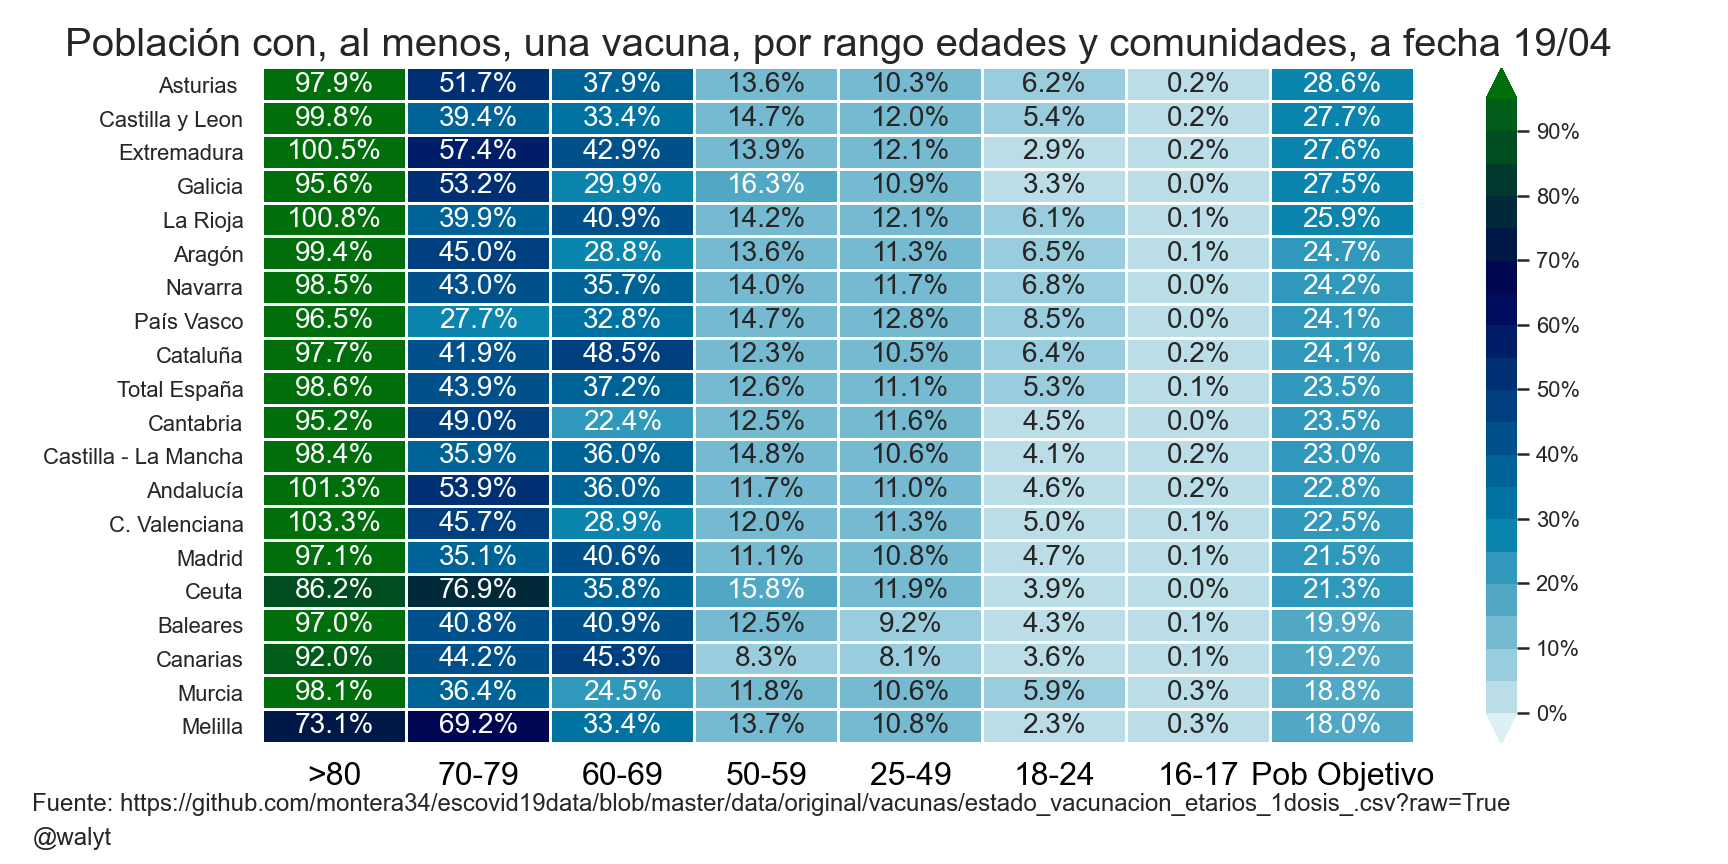 Población con, al menos, una vacuna, por rango edades y comunidades, a fecha 19/04
Asturias 97.9% 51.7% 37.9% 13.6% 10.3% 6.2% 0.2% 28.6%
Castilla y Leon 99.8% 39.4% 33.4% 14.7% 12.0% 5.4% 0.2% 27.7%
Extremadura 100.5% 57.4% 42.9% 13.9% 12.1% 2.9% 0.2% 27.6%
Galicia 95.6% 53.2% 29.9% 16.3% 10.9% 3.3% 0.0% 27.5%
La Rioja 100.8% 39.9% 40.9% 14.2% 12.1% 6.1% 0.1% 25.9%
Aragón 99.4% 45.0% 28.8% 13.6% 11.3% 6.5% 0.1% 24.7%
Navarra 98.5% 43.0% 35.7% 14.0% 11.7% 6.8% 0.0% 24.2%
País Vasco 96.5% 27.7% 32.8% 14.7% 12.8% 8.5% 0.0% 24.1%
Cataluña 97.7% 41.9% 48.5% 12.3% 10.5% 6.4% 0.2% 24.1%
Total España 98.6% 43.9% 37.2% 12.6% 11.1% 5.3% 0.1% 23.5%
Cantabria 95.2% 49.0% 22.4% 12.5% 11.6% 4.5% 0.0% 23.5%
Castilla - La Mancha 98.4% 35.9% 36.0% 14.8% 10.6% 4.1% 0.2% 23.0%
Andalucía 101.3% 53.9% 36.0% 11.7% 11.0% 4.6% 0.2% 22.8%
C. Valenciana 103.3% 45.7% 28.9% 12.0% 11.3% 5.0% 0.1% 22.5%
Madrid 97.1% 35.1% 40.6% 11.1% 10.8% 4.7% 0.1% 21.5%
Ceuta 86.2% 76.9% 35.8% 15.8% 11.9% 3.9% 0.0% 21.3%
Baleares 97.0% 40.8% 40.9% 12.5% 9.2% 4.3% 0.1% 19.9%
Canarias 92.0% 44.2% 45.3% 8.3% 8.1% 3.6% 0.1% 19.2%
Murcia 98.1% 36.4% 24.5% 11.8% 10.6% 5.9% 0.3% 18.8%
Melilla 73.1% 69.2% 33.4% 13.7% 10.8% 2.3% 0.3% 18.0%
>80 70-79 60-69 50-59 25-49 18-24 16-17 Pob Objetivo
90%
80%
70%
60%
50%
40%
30%
20%
10%
0%
Fuente: https://github.com/montera34/escovid19data/blob/master/data/original/vacunas/estado_vacunacion_etarios_1dosis_.csv?raw=True
@walyt